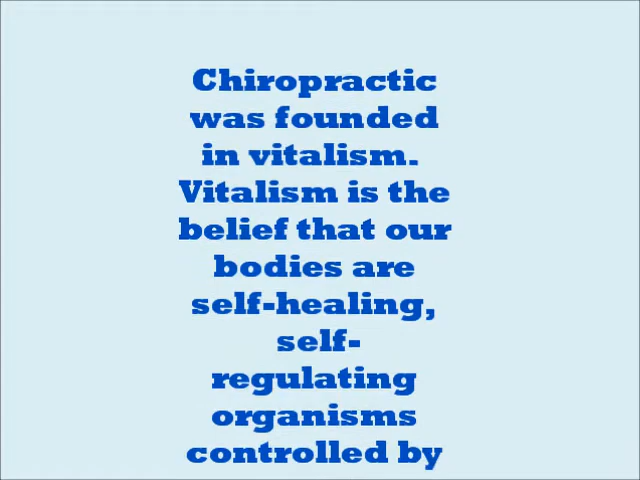 Chiropractic
was founded
in vitalism.
Vitalism is the
belief that our
bodies are
self-healing,
self-
regulating
organisms
controlled by